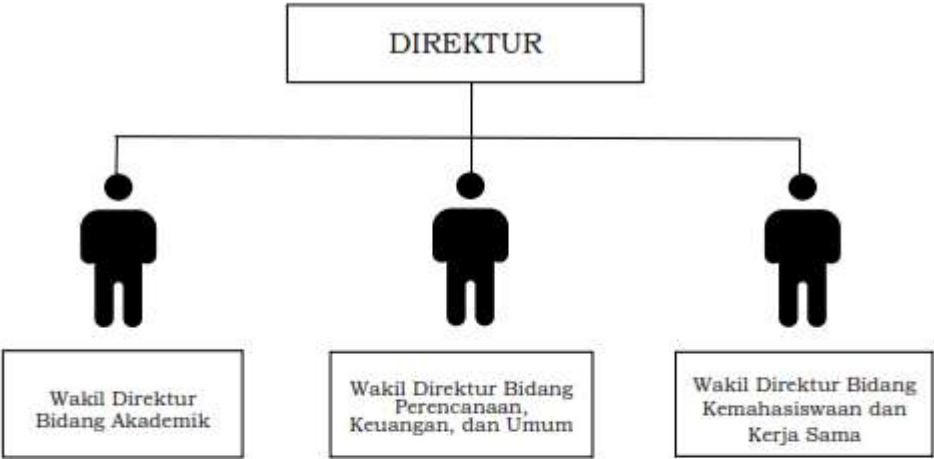 DIREKTUR
Wakil Direktur
Bidang Akademik
Wakil Direktur Bidang
Perencanaan,
Keuangan, dan Umum
Wakil Direktur Bidang
Kemahasiswaan dan
Kerja Sama